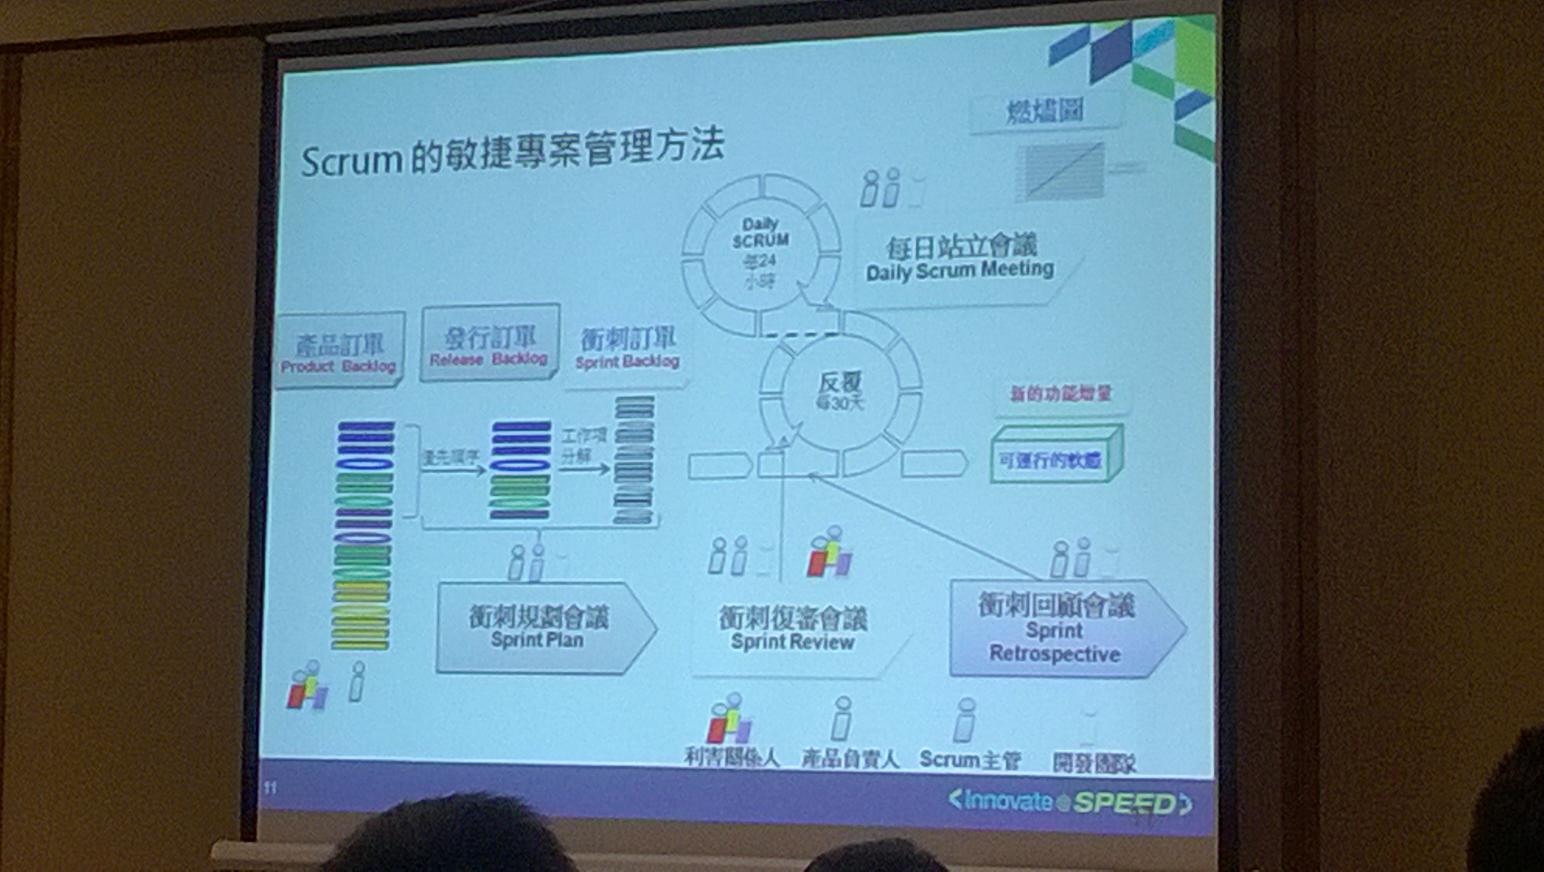 Scrum 的敏捷專案管理方法
燃燼圖
Daily
SCRUM
每24
小時
每日站立會議
Daily Scrum Meeting
產品訂單
Product Backlog
發行訂單
Release Backlog
衝刺訂單
Sprint Backlog
反覆
每30天
新的功能增量
可運行的軟體
優先順序
工作項
分解
衝刺規劃會議
Sprint Plan
衝刺復審會議
Sprint Review
衝刺回顧會議
Sprint
Retrospective
利害關係人
產品負責人
Scrum主管
開發團隊
11
Innovate@SPEED